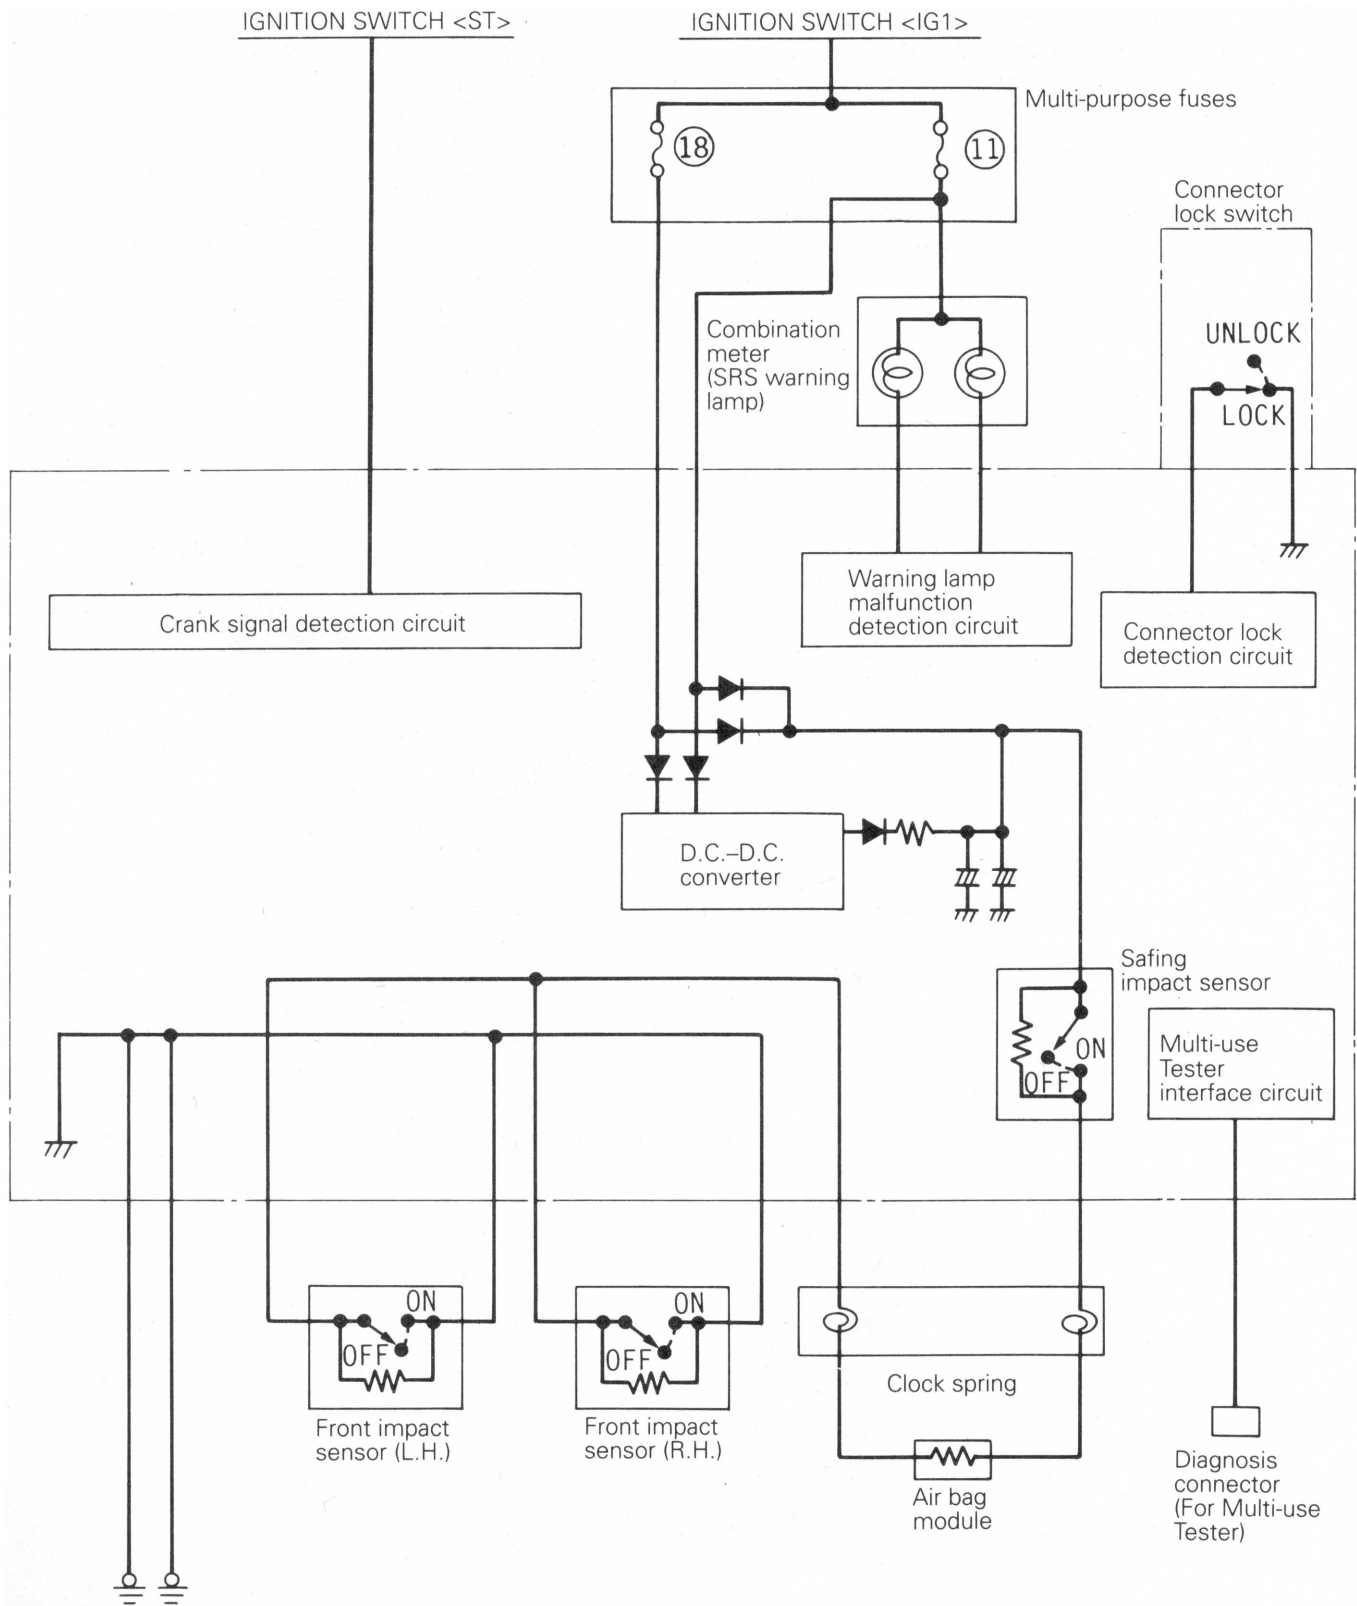 IGNITION SWITCH <ST>
IGNITION SWITCH <IG1>
Multi-purpose fuses
18
11
Connector
lock switch
UNLOCK
LOCK
Combination
meter
(SRS warning
lamp)
Crank signal detection circuit
Warning lamp
malfunction
detection circuit
Connector lock
detection circuit
D.C.–D.C.
converter
Safing
impact sensor
ON
OFF
Multi-use
Tester
interface circuit
ON
OFF
Front impact
sensor (L.H.)
ON
OFF
Front impact
sensor (R.H.)
Clock spring
Air bag
module
Diagnosis
connector
(For Multi-use
Tester)